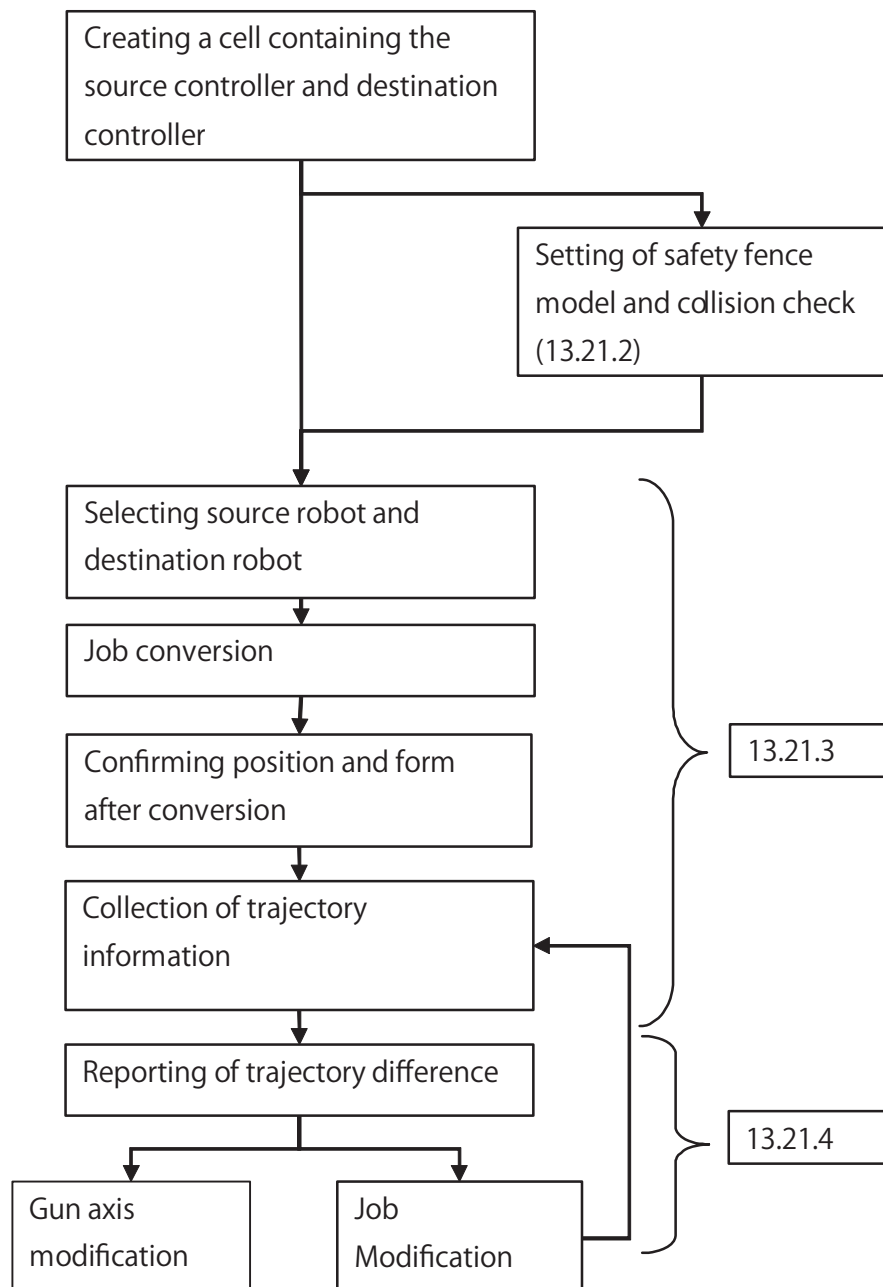 Creating a cell containing the
source controller and destination
controller
Setting of safety fence
model and collision check
(13.21.2)
Selecting source robot and
destination robot
Job conversion
Confirming position and form
after conversion
13.21.3
Collection of trajectory
information
Reporting of trajectory difference
13.21.4
Gun axis
modification
Job
Modification